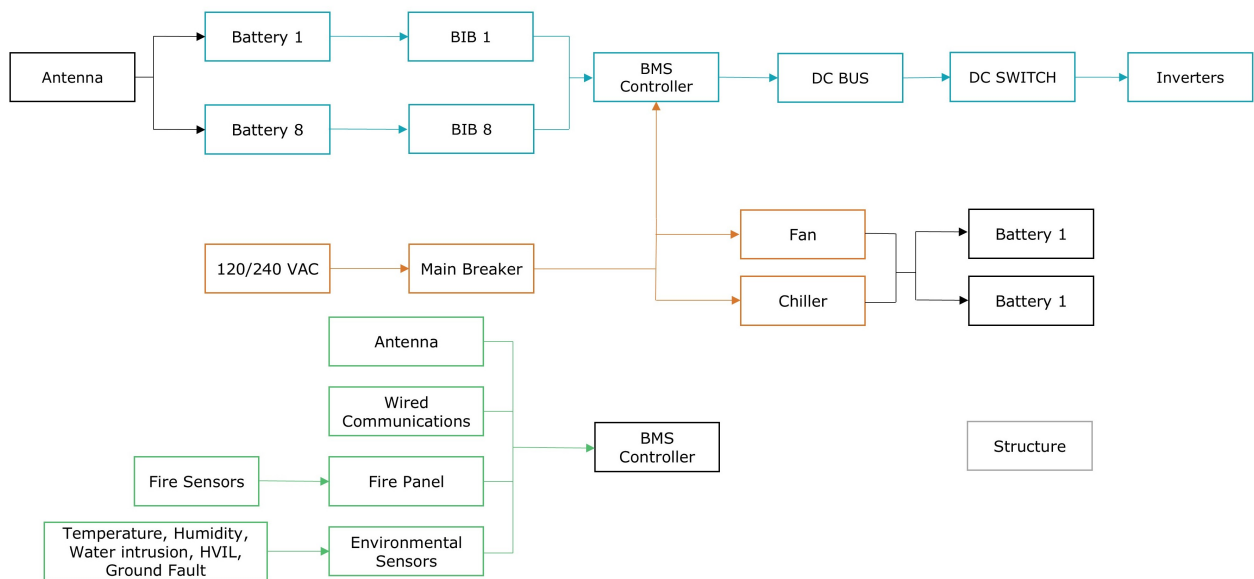 Battery 1
BIB 1
Antenna
BMS
Controller
DC BUS
DC SWITCH
Inverters
Battery 8
BIB 8
Fan
Battery 1
120/240 VAC
Main Breaker
Chiller
Battery 1
Antenna
Wired
Communications
BMS
Controller
Structure
Fire Sensors
Fire Panel
Temperature, Humidity,
Water intrusion, HVIL,
Ground Fault
Environmental
Sensors